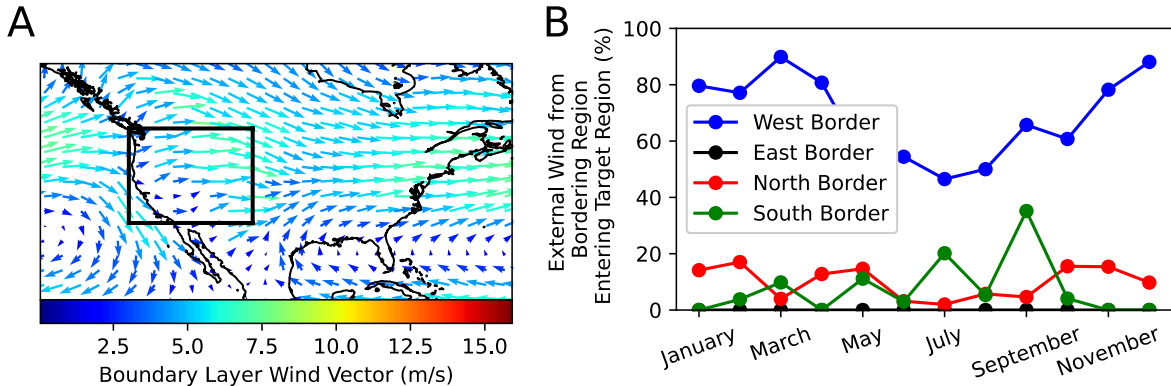 A
2.5 5.0 7.5 10.0 12.5 15.0
Boundary Layer Wind Vector (m/s)
B
External Wind from
Bordering Region
Entering Target Region (%)
100
80
60
40
20
0
West Border
East Border
North Border
South Border
January March May July September November